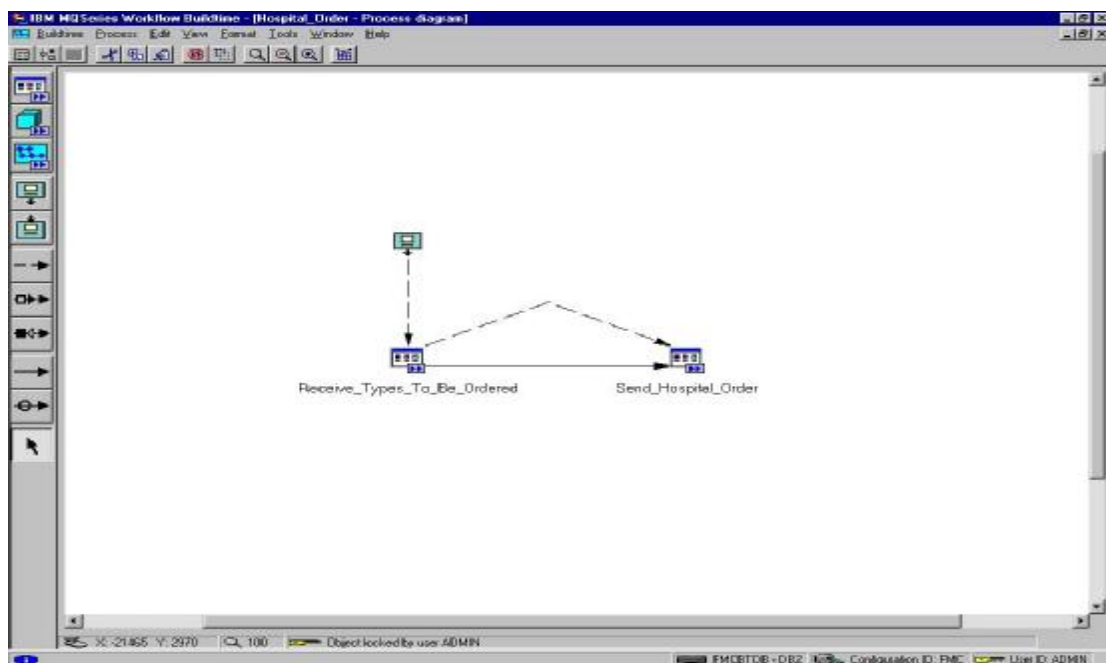 IBM MQSeries Workflow Buildtime - [Hospital_Order - Process diagram]
Buildtime Process Edit View Format Tools Window Help
Receive_Types_To_Be_Ordered
Send_Hospital_Order
X: -21465 Y: 2970 100 Object locked by user ADMIN
FMCBTDB - DB2 Configuration ID: FMC User ID: ADMIN